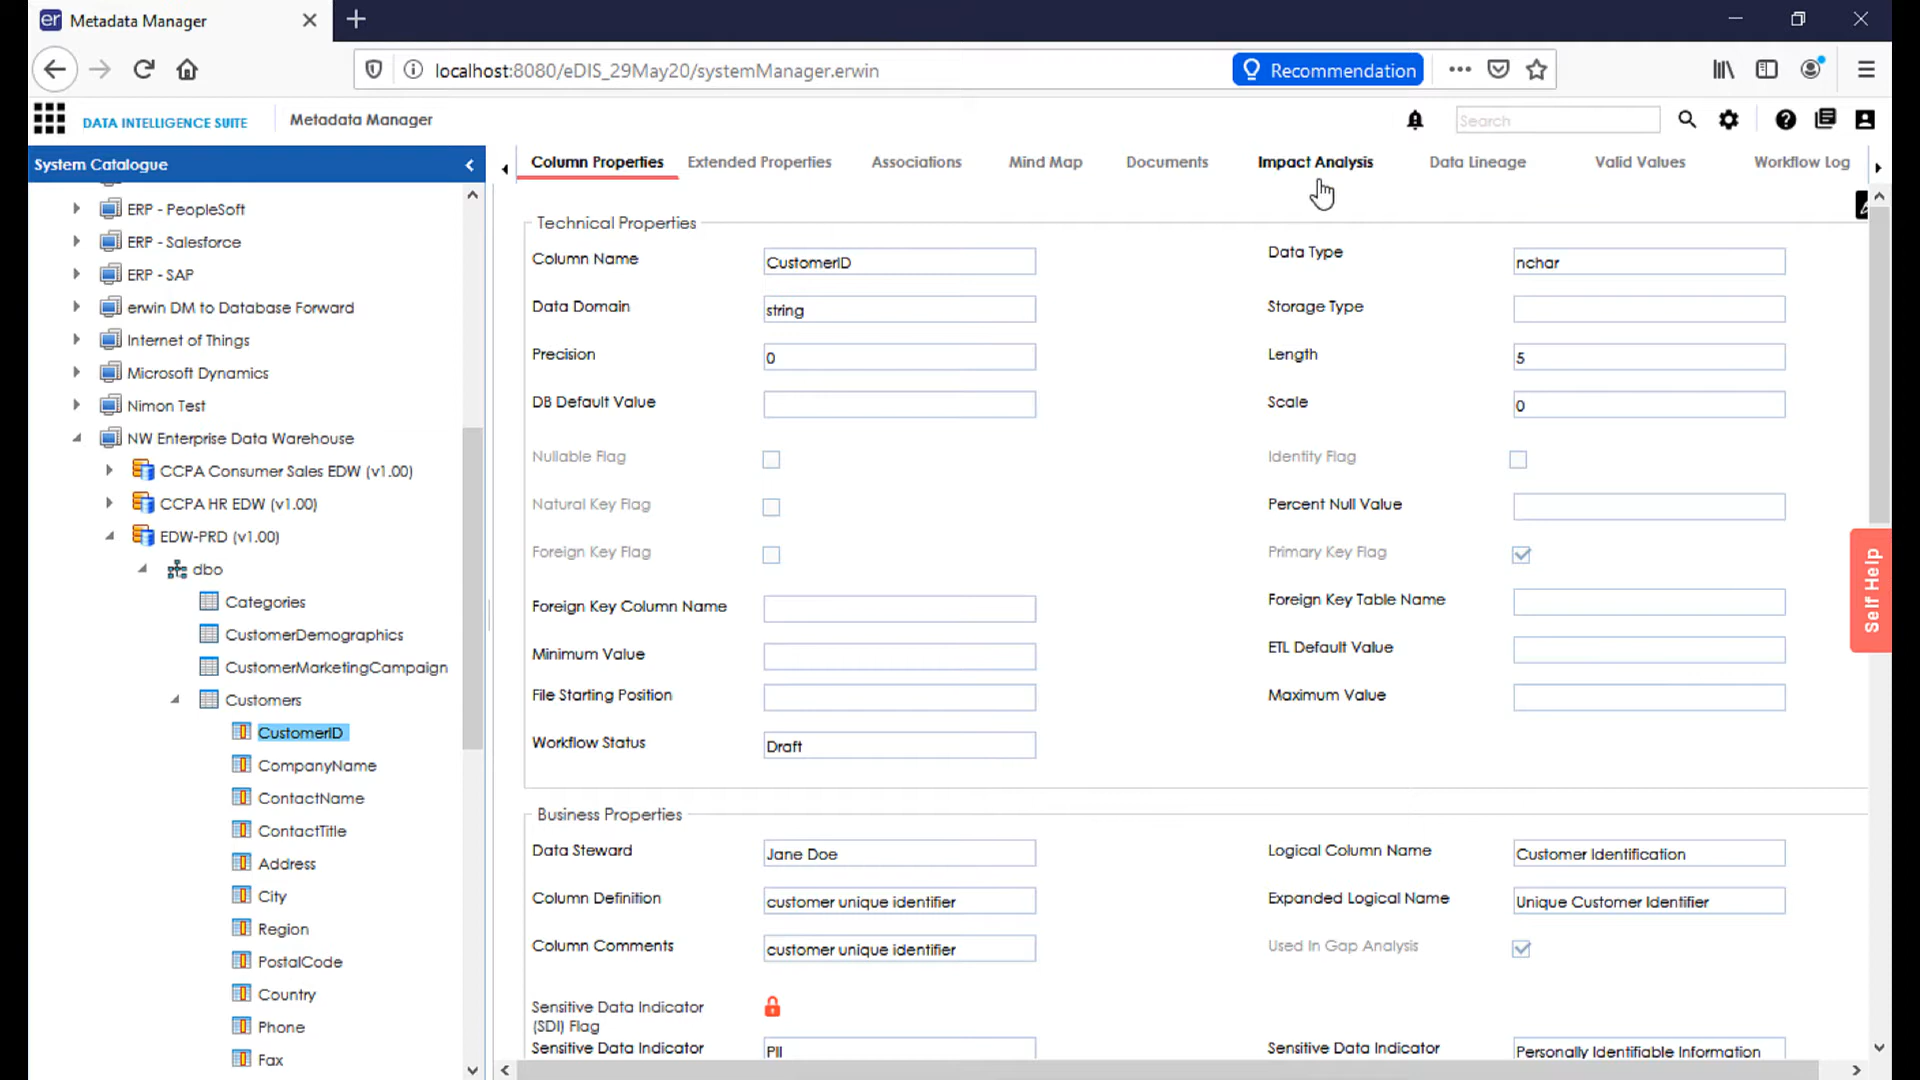 er Metadata Manager
localhost:8080/eDIS_29May20/systemManager.erwin
Recommendation
DATA INTELLIGENCE SUITE
Metadata Manager
Search
System Catalogue
ERP - PeopleSoft
ERP - Salesforce
ERP - SAP
erwin DM to Database Forward
Internet of Things
Microsoft Dynamics
Nimon Test
NW Enterprise Data Warehouse
CCPA Consumer Sales EDW (v1.00)
CCPA HR EDW (v1.00)
EDW-PRD (v1.00)
dbo
Categories
CustomerDemographics
CustomerMarketingCampaign
Customers
CustomerID
CompanyName
ContactName
ContactTitle
Address
City
Region
PostalCode
Country
Phone
Fax
Column Properties Extended Properties Associations Mind Map Documents Impact Analysis Data Lineage Valid Values Workflow Log
Technical Properties
Column Name CustomerID Data Type nchar
Data Domain string Storage Type
Precision 0 Length 5
DB Default Value Scale 0
Nullable Flag Identity Flag
Natural Key Flag Percent Null Value
Foreign Key Flag Primary Key Flag
Foreign Key Column Name Foreign Key Table Name
Minimum Value ETL Default Value
File Starting Position Maximum Value
Workflow Status Draft
Business Properties
Data Steward Jane Doe Logical Column Name Customer Identification
Column Definition customer unique identifier Expanded Logical Name Unique Customer Identifier
Column Comments customer unique identifier Used In Gap Analysis
Sensitive Data Indicator
(SDI) Flag
Sensitive Data Indicator PII Sensitive Data Indicator Personally Identifiable Information
Self Help